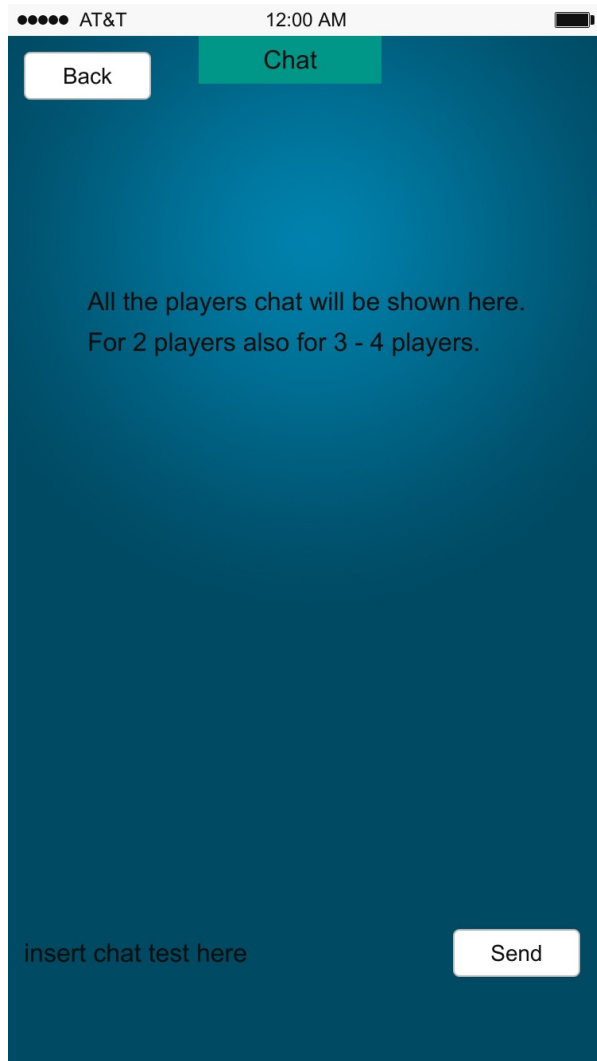 AT&T 12:00 AM
Back
Chat
All the players chat will be shown here.
For 2 players also for 3 - 4 players.
insert chat test here
Send